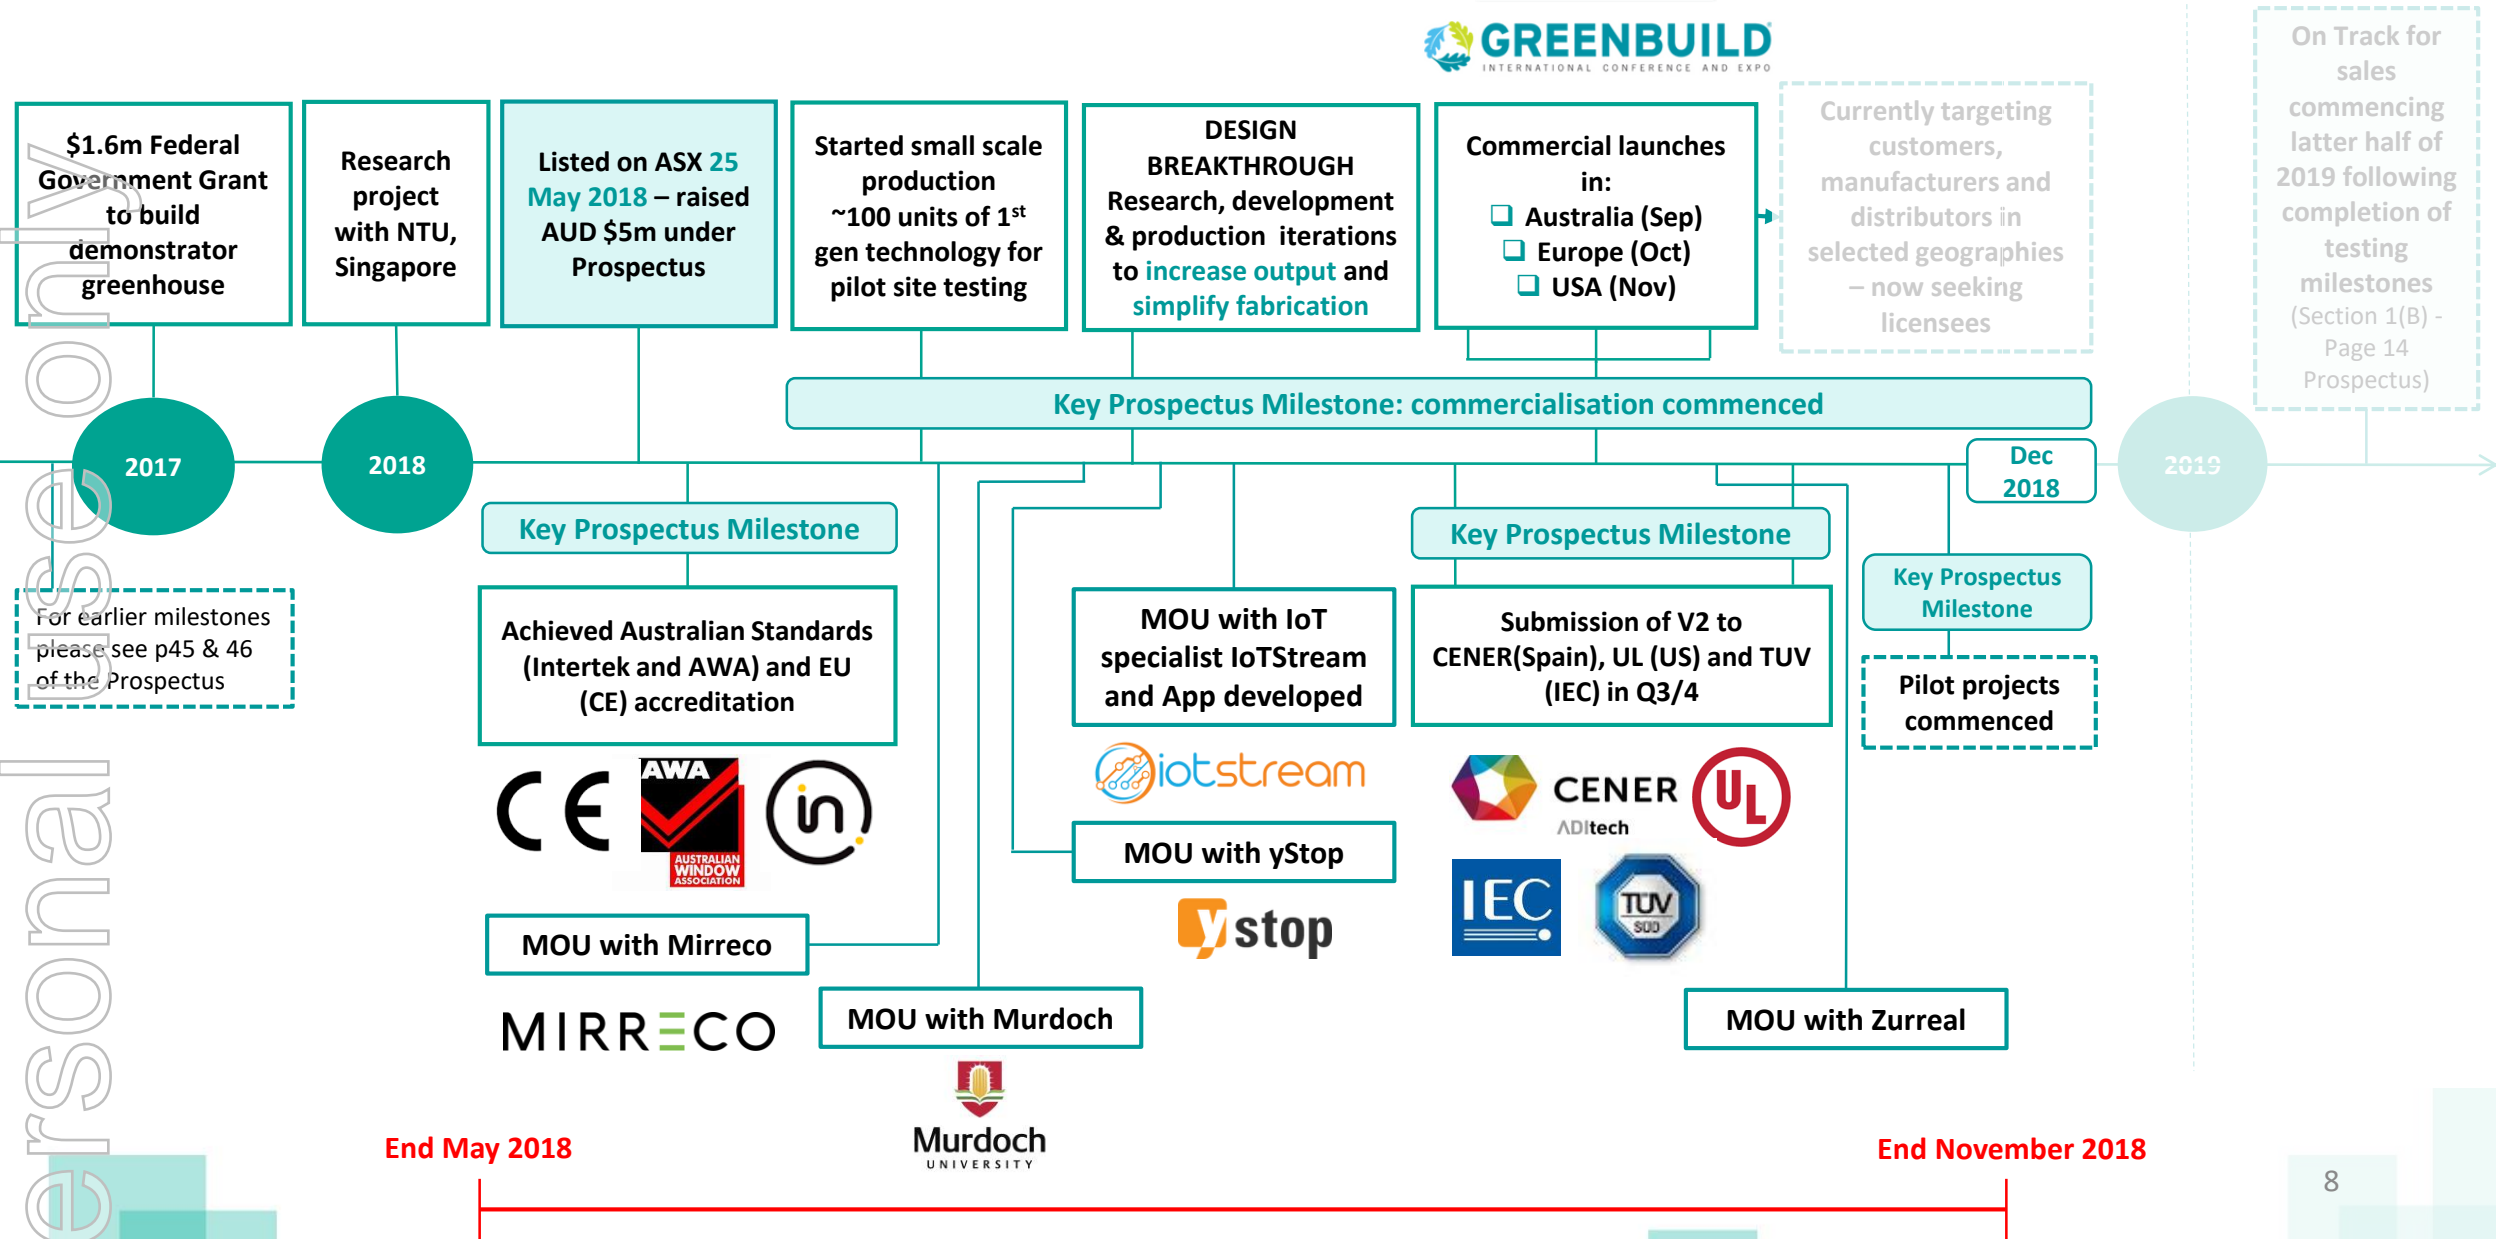 GREENBUILD
INTERNATIONAL CONFERENCE AND EXPO
$1.6m Federal
Government Grant
to build
demonstrator
greenhouse
Research
project
with NTU,
Singapore
Listed on ASX 25
May 2018 – raised
AUD $5m under
Prospectus
Started small scale
production
~100 units of 1st
gen technology for
pilot site testing
DESIGN
BREAKTHROUGH
Research, development
& production iterations
to increase output and
simplify fabrication
Commercial launches
in:
❑ Australia (Sep)
❑ Europe (Oct)
❑ USA (Nov)
Currently targeting
customers,
manufacturers and
distributors in
selected geographies
– now seeking
licensees
On Track for
sales
commencing
latter half of
2019 following
completion of
testing
milestones
(Section 1(B) -
Page 14
Prospectus)
Key Prospectus Milestone: commercialisation commenced
2017
2018
Dec
2018
2019
For earlier milestones
please see p45 & 46
of the Prospectus
Key Prospectus Milestone
Achieved Australian Standards
(Intertek and AWA) and EU
(CE) accreditation
CE
AWA
AUSTRALIAN
WINDOW
ASSOCIATION
in
MOU with Mirreco
MIRRECO
MOU with Murdoch
Murdoch
UNIVERSITY
MOU with IoT
specialist IoTStream
and App developed
iotstream
MOU with yStop
ystop
Key Prospectus Milestone
Submission of V2 to
CENER(Spain), UL (US) and TUV
(IEC) in Q3/4
CENER
ADItech
UL
IEC
TÜV
SÜD
MOU with Zurreal
Key Prospectus
Milestone
Pilot projects
commenced
End May 2018
End November 2018
8
ersonal use only